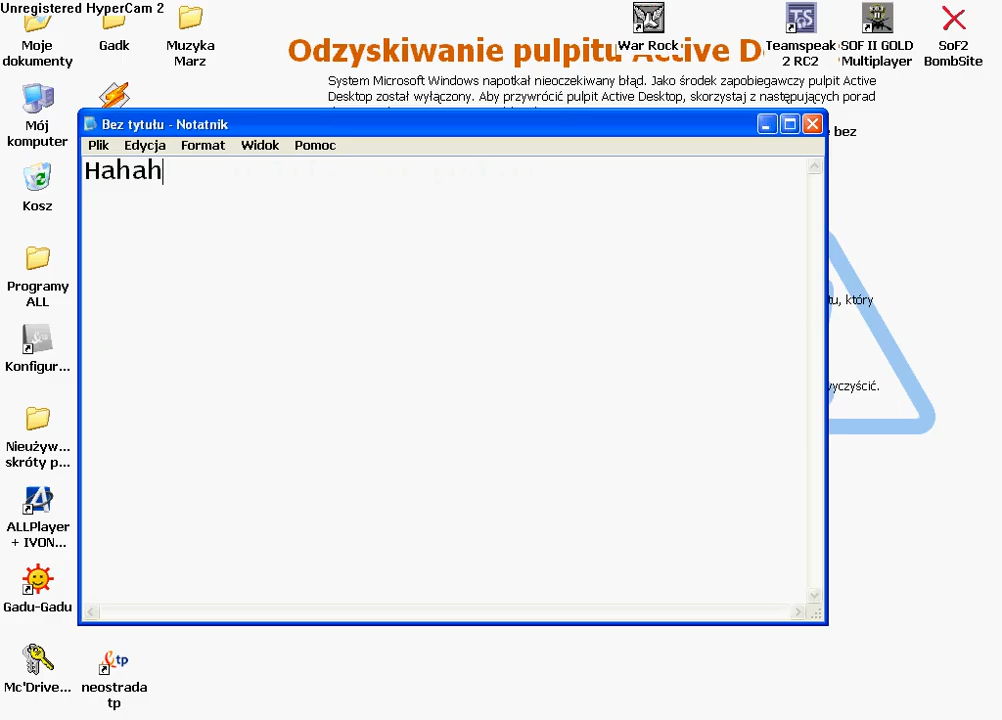 Unregistered HyperCam 2
Moje dokumenty
Gadk
Muzyka Marz
War Rock
Teamspeak 2 RC2
SOF II GOLD Multiplayer
SoF2 BombSite
Odzyskiwanie pulpitu Active D
System Microsoft Windows napotkał nieoczekiwany błąd. Jako środek zapobiegawczy pulpit Active
Desktop został wyłączony. Aby przywrócić pulpit Active Desktop, skorzystaj z następujących porad
bez
Bez tytułu - Notatnik
Plik Edycja Format Widok Pomoc
Hahah
Mój komputer
Kosz
Programy ALL
który
wyczyścić.
Konfigur...
Nieużyw... skróty p...
ALLPlayer + IVON...
Gadu-Gadu
Mc'Drive...
neostrada tp